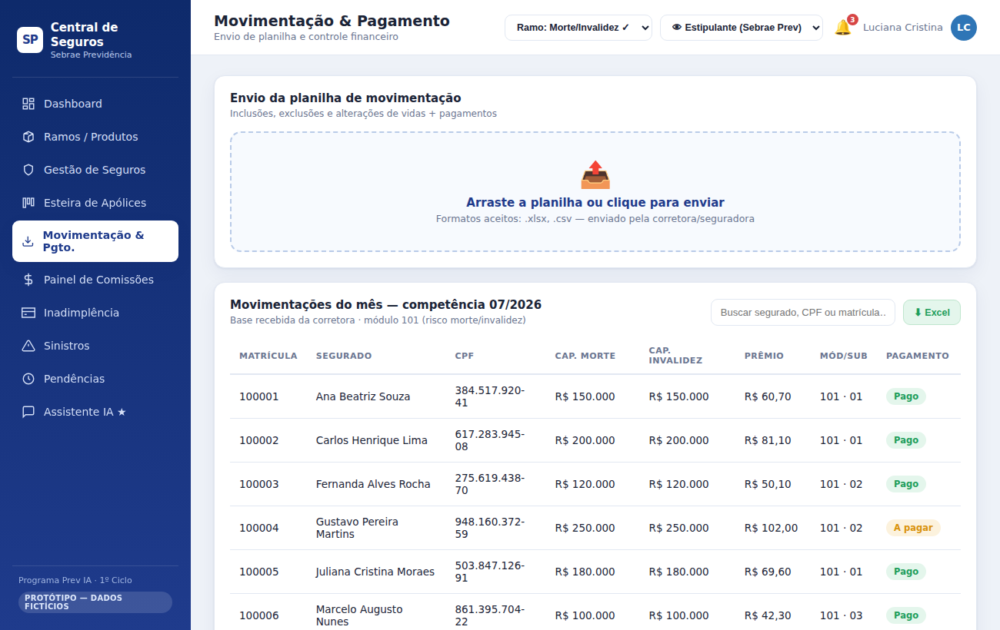 SP
Central de
Seguros
Sebrae Previdência
Dashboard
Ramos / Produtos
Gestão de Seguros
Esteira de Apólices
Movimentação &
Pgto.
Painel de Comissões
Inadimplência
Sinistros
Pendências
Assistente IA ★
Programa Prev IA · 1º Ciclo
PROTÓTIPO — DADOS
FICTÍCIOS
Movimentação & Pagamento
Envio de planilha e controle financeiro
Ramo: Morte/Invalidez ✓
👁 Estipulante (Sebrae Prev)
3
Luciana Cristina
LC
Envio da planilha de movimentação
Inclusões, exclusões e alterações de vidas + pagamentos
Arraste a planilha ou clique para enviar
Formatos aceitos: .xlsx, .csv — enviado pela corretora/seguradora
Movimentações do mês — competência 07/2026
Base recebida da corretora · módulo 101 (risco morte/invalidez)
Buscar segurado, CPF ou matrícula..
⬇ Excel
MATRÍCULA SEGURADO CPF CAP. MORTE CAP. INVALIDEZ PRÊMIO MÓD/SUB PAGAMENTO
100001 Ana Beatriz Souza 384.517.920-41 R$ 150.000 R$ 150.000 R$ 60,70 101 · 01 Pago
100002 Carlos Henrique Lima 617.283.945-08 R$ 200.000 R$ 200.000 R$ 81,10 101 · 01 Pago
100003 Fernanda Alves Rocha 275.619.438-70 R$ 120.000 R$ 120.000 R$ 50,10 101 · 02 Pago
100004 Gustavo Pereira Martins 948.160.372-59 R$ 250.000 R$ 250.000 R$ 102,00 101 · 02 A pagar
100005 Juliana Cristina Moraes 503.847.126-91 R$ 180.000 R$ 180.000 R$ 69,60 101 · 01 Pago
100006 Marcelo Augusto Nunes 861.395.704-22 R$ 100.000 R$ 100.000 R$ 42,30 101 · 03 Pago